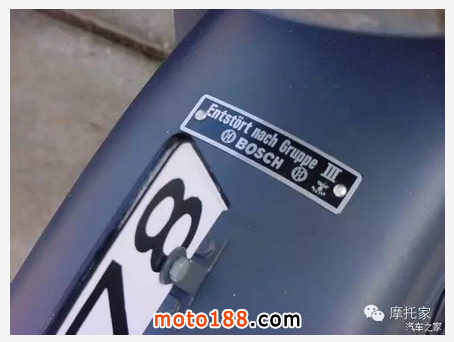 Entstört nach Gruppe III
BOSCH
8
moto188.com
摩托家
汽车之家